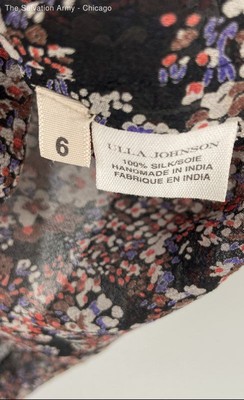 The Salvation Army - Chicago
6
ULLA JOHNSON
100% SILK/SOIE
HANDMADE IN INDIA
FABRIQUE EN INDIA